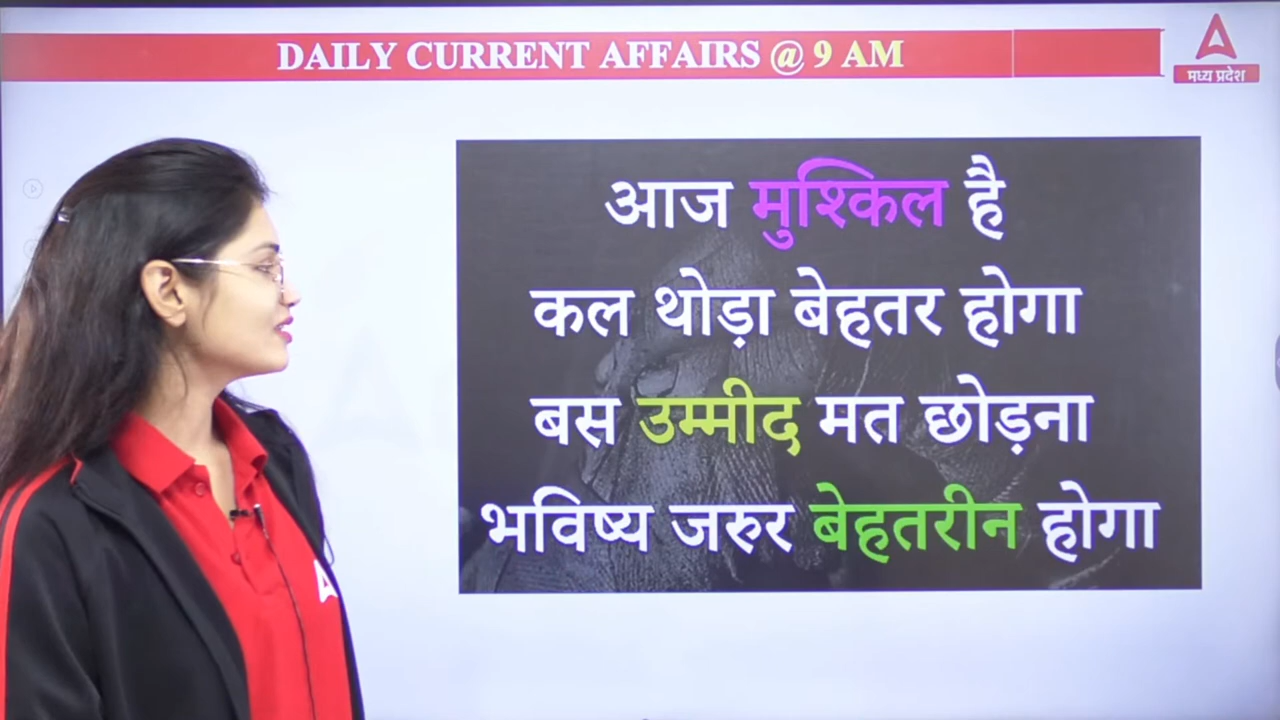 DAILY CURRENT AFFAIRS @ 9 AM
मध्य प्रदेश
आज मुश्किल है
कल थोड़ा बेहतर होगा
बस उम्मीद मत छोड़ना
भविष्य जरुर बेहतरीन होगा